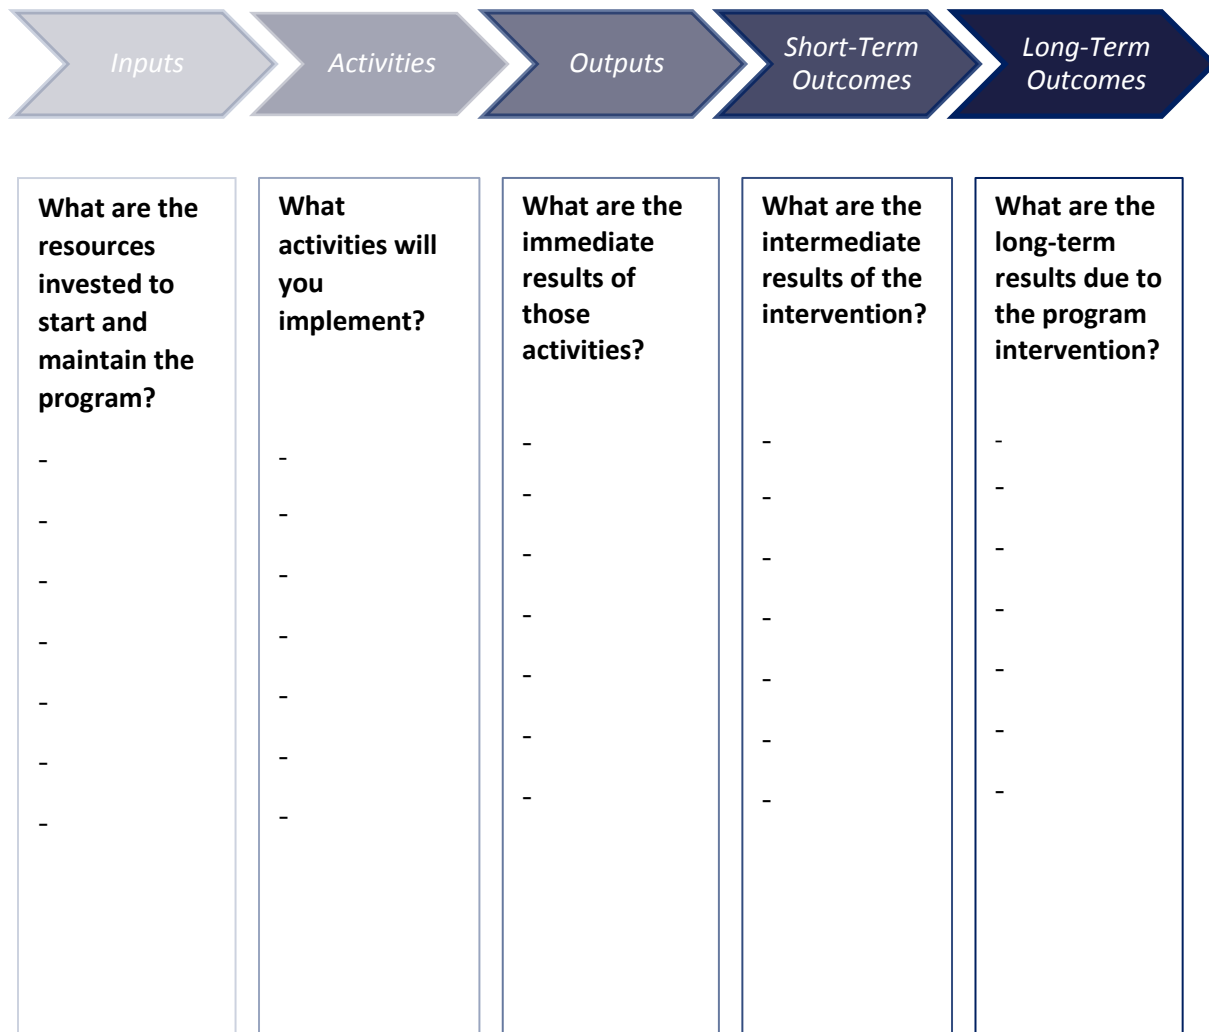 Inputs
Activities
Outputs
Short-Term
Outcomes
Long-Term
Outcomes
What are the
resources
invested to
start and
maintain the
program?
-
-
-
-
-
-
-
What
activities will
you
implement?
-
-
-
-
-
-
-
What are the
immediate
results of
those
activities?
-
-
-
-
-
-
-
What are the
intermediate
results of the
intervention?
-
-
-
-
-
-
-
What are the
long-term
results due to
the program
intervention?
-
-
-
-
-
-
-